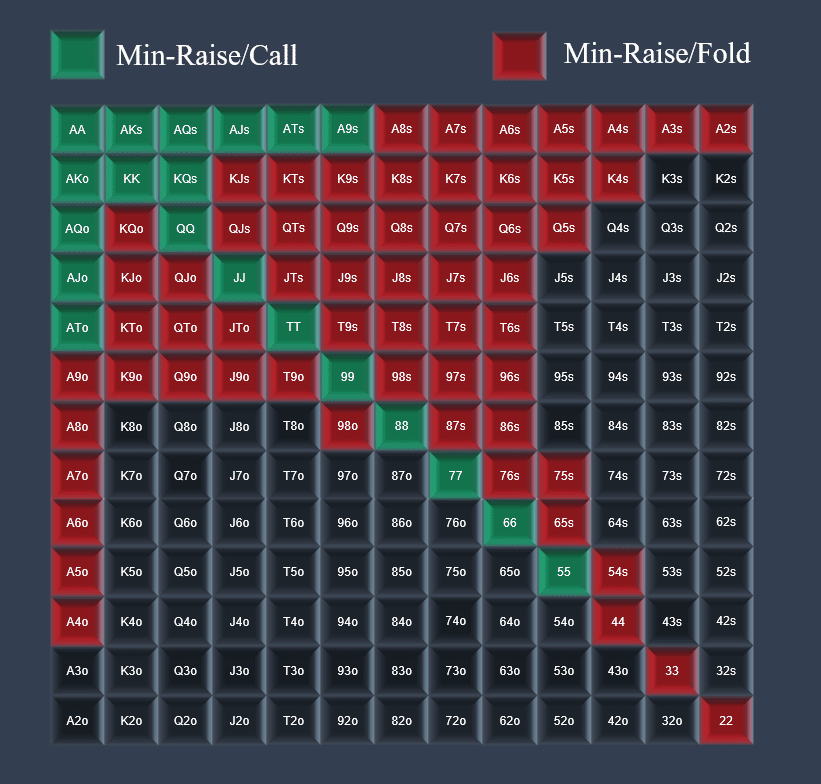 Min-Raise/Call Min-Raise/Fold
AA AKs AQs AJs ATs A9s A8s A7s A6s A5s A4s A3s A2s
AKo KK KQs KJs KTs K9s K8s K7s K6s K5s K4s K3s K2s
AQo KQo QQ QJs QTs Q9s Q8s Q7s Q6s Q5s Q4s Q3s Q2s
AJo KJo QJo JJ JTs J9s J8s J7s J6s J5s J4s J3s J2s
ATo KTo QTo JTo TT T9s T8s T7s T6s T5s T4s T3s T2s
A9o K9o Q9o J9o T9o 99 98s 97s 96s 95s 94s 93s 92s
A8o K8o Q8o J8o T8o 98o 88 87s 86s 85s 84s 83s 82s
A7o K7o Q7o J7o T7o 97o 87o 77 76s 75s 74s 73s 72s
A6o K6o Q6o J6o T6o 96o 86o 76o 66 65s 64s 63s 62s
A5o K5o Q5o J5o T5o 95o 85o 75o 65o 55 54s 53s 52s
A4o K4o Q4o J4o T4o 94o 84o 74o 64o 54o 44 43s 42s
A3o K3o Q3o J3o T3o 93o 83o 73o 63o 53o 43o 33 32s
A2o K2o Q2o J2o T2o 92o 82o 72o 62o 52o 42o 32o 22